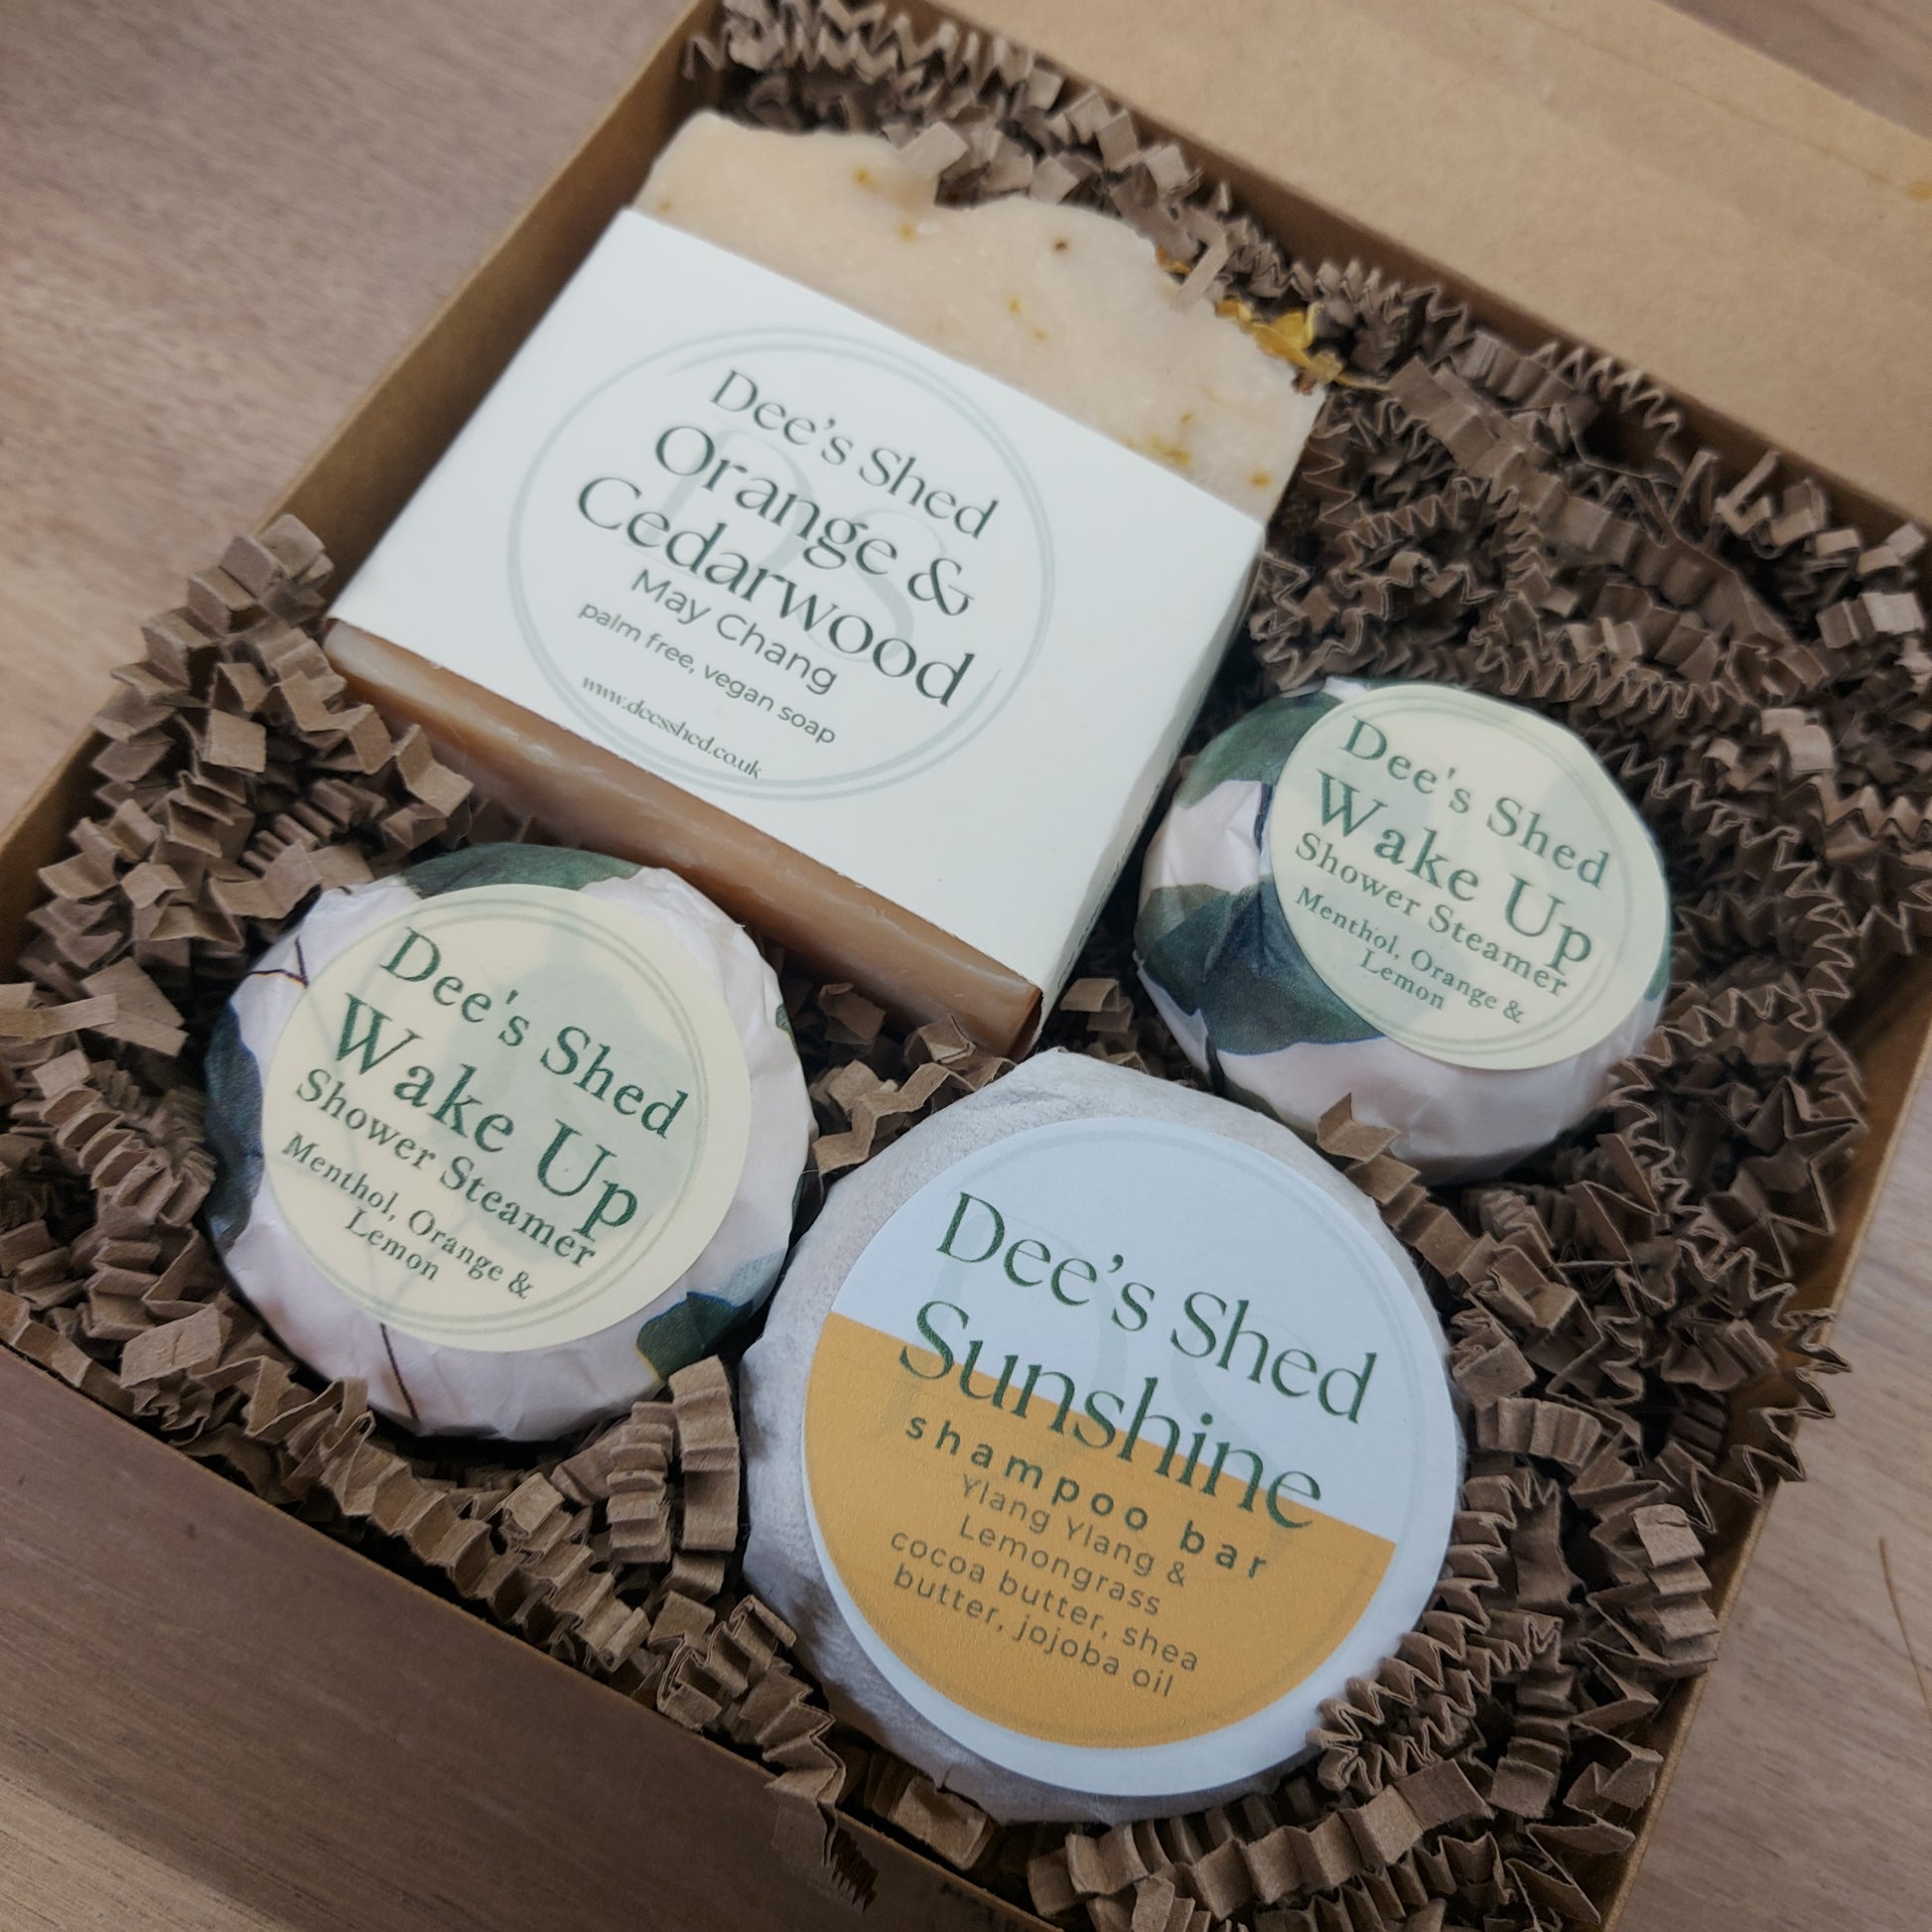 Dee's Shed
Orange &
Cedarwood
May Chang
palm free, vegan soap
www.deesshed.co.uk
Dee's Shed
Wake Up
Shower Steamer
Menthol, Orange &
Lemon
Dee's Shed
Wake Up
Shower Steamer
Menthol, Orange &
Lemon
Dee's Shed
Sunshine
shampoo bar
Ylang Ylang &
Lemongrass
cocoa butter, shea
butter, jojoba oil